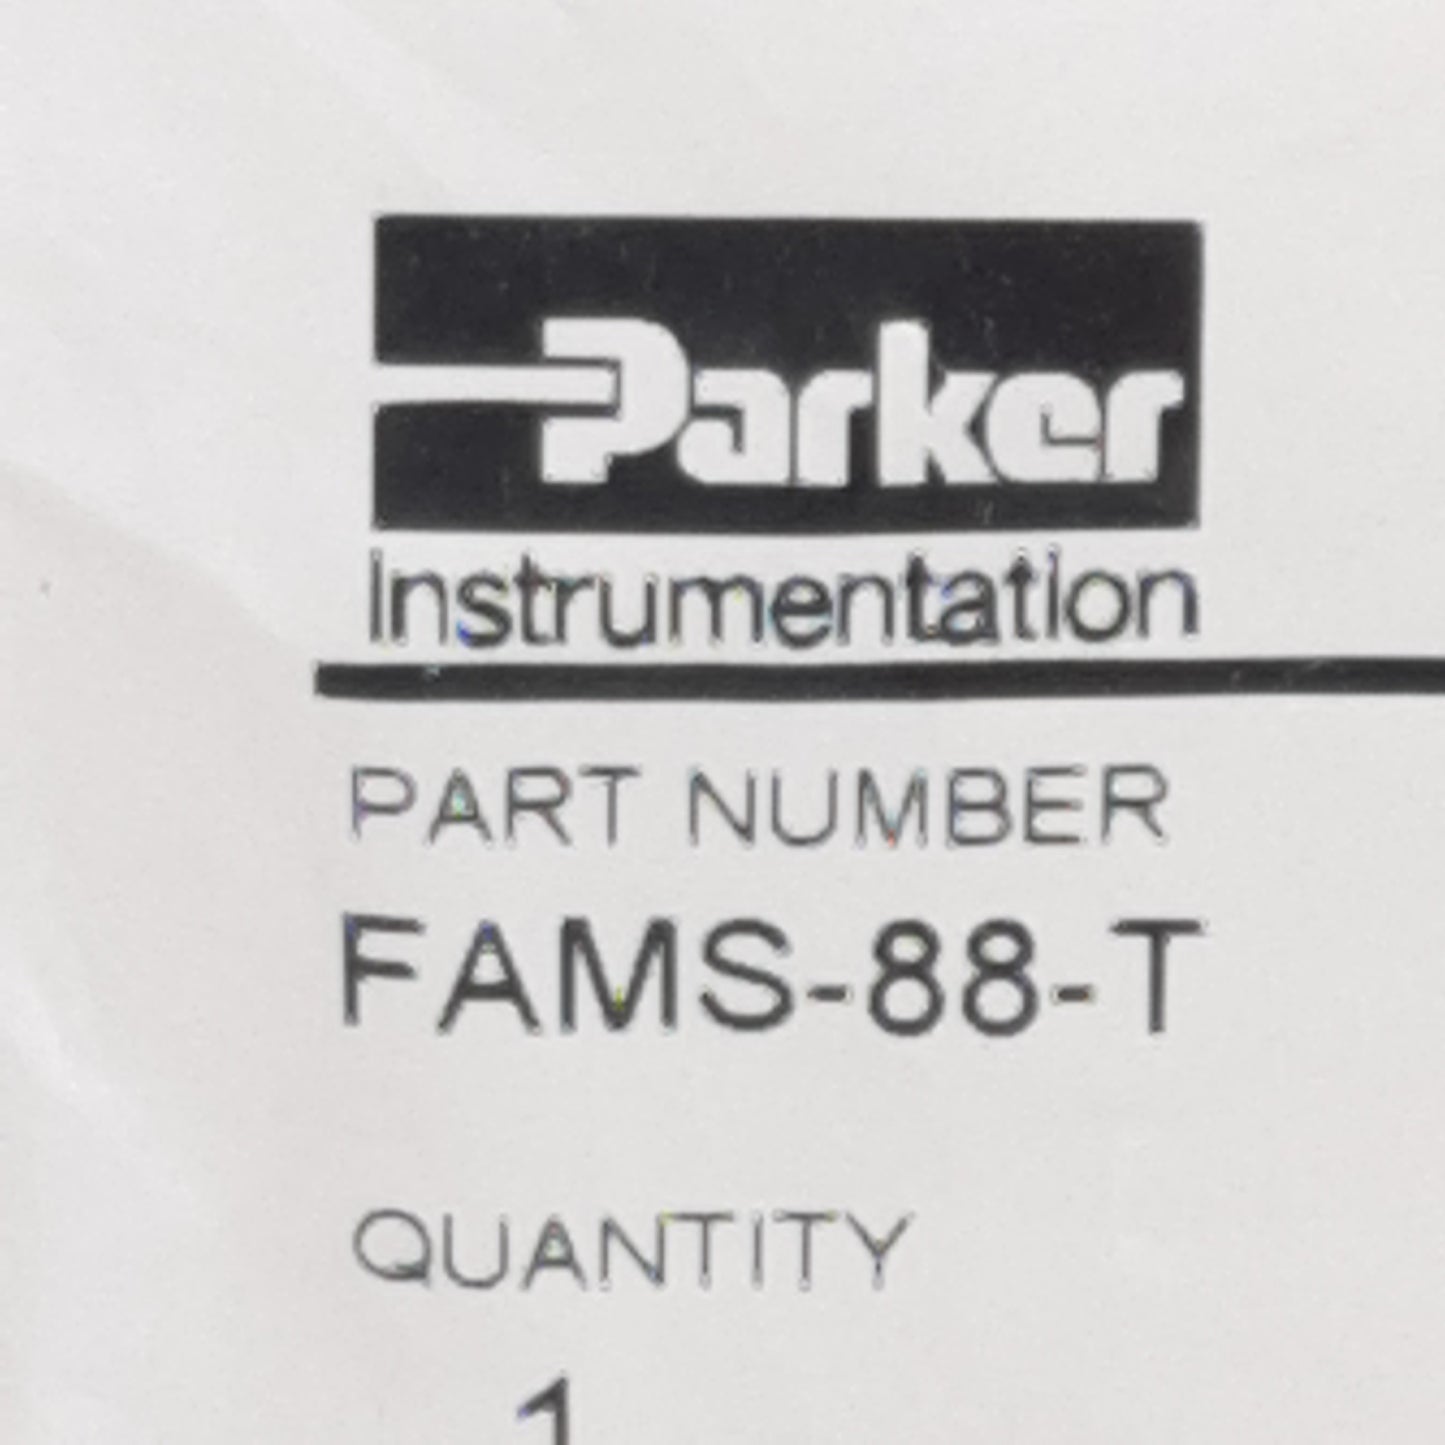 Parker
Instrumentation
PART NUMBER
FAMS-88-T
QUANTITY
1